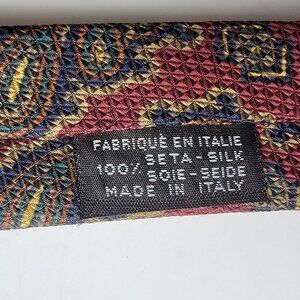 FABRIQUÈ EN ITALIE
100% SETA - SILK
SOIE - SEIDE
MADE IN ITALY